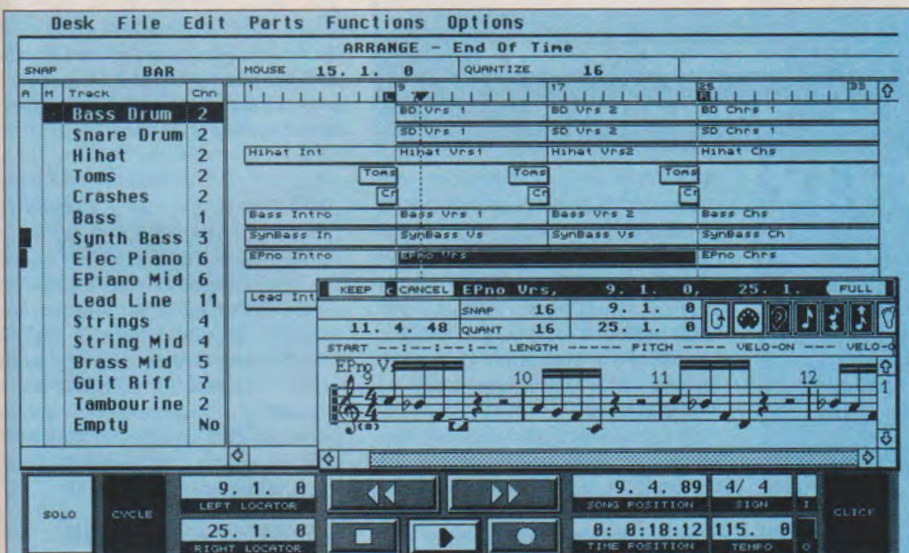 Desk File Edit Parts Functions Options
ARRANGE - End Of Time
SNAP BAR MOUSE 15. 1. 0 QUANTIZE 16
A M Track Chn 1 9 17 25 33
Bass Drum 2 BD Vrs 1 BD Vrs 2 BD Chrs 1
Snare Drum 2 SD Vrs 1 SD Vrs 2 SD Chrs 1
Hihat 2 Hihat Int Hihat Vrs1 Hihat Vrs2 Hihat Chs
Toms 2 Toms Toms Toms
Crashes 2 Cr Cr Cr
Bass 1 Bass Intro Bass Vrs 1 Bass Vrs 2 Bass Chs
Synth Bass 3 SynBass In SynBass Vs SynBass Vs SynBass Ch
Elec Piano 6 EPno Intro EPno Vrs EPno Chrs
EPiano Mid 6
Lead Line 11 Lead Int
Strings 4
String Mid 4
Brass Mid 5
Guit Riff 7
Tambourine 2
Empty No
KEEP CANCEL EPno Vrs, 9. 1. 0, 25. 1. FULL
SNAP 16 9. 1. 0
11. 4. 48 QUANT 16 25. 1. 0
START --:--:-- LENGTH ----- PITCH ---- VELO-ON --- VELO-O
EPno Vs
9 10 11 12
4 4
(8)
1
SOLO CYCLE 9. 1. 0 LEFT LOCATOR
25. 1. 0 RIGHT LOCATOR
9. 4. 89 SONG POSITION 4/ 4 SIGN I CLICK
0: 0:18:12 TIME POSITION 115. 0 TEMPO O